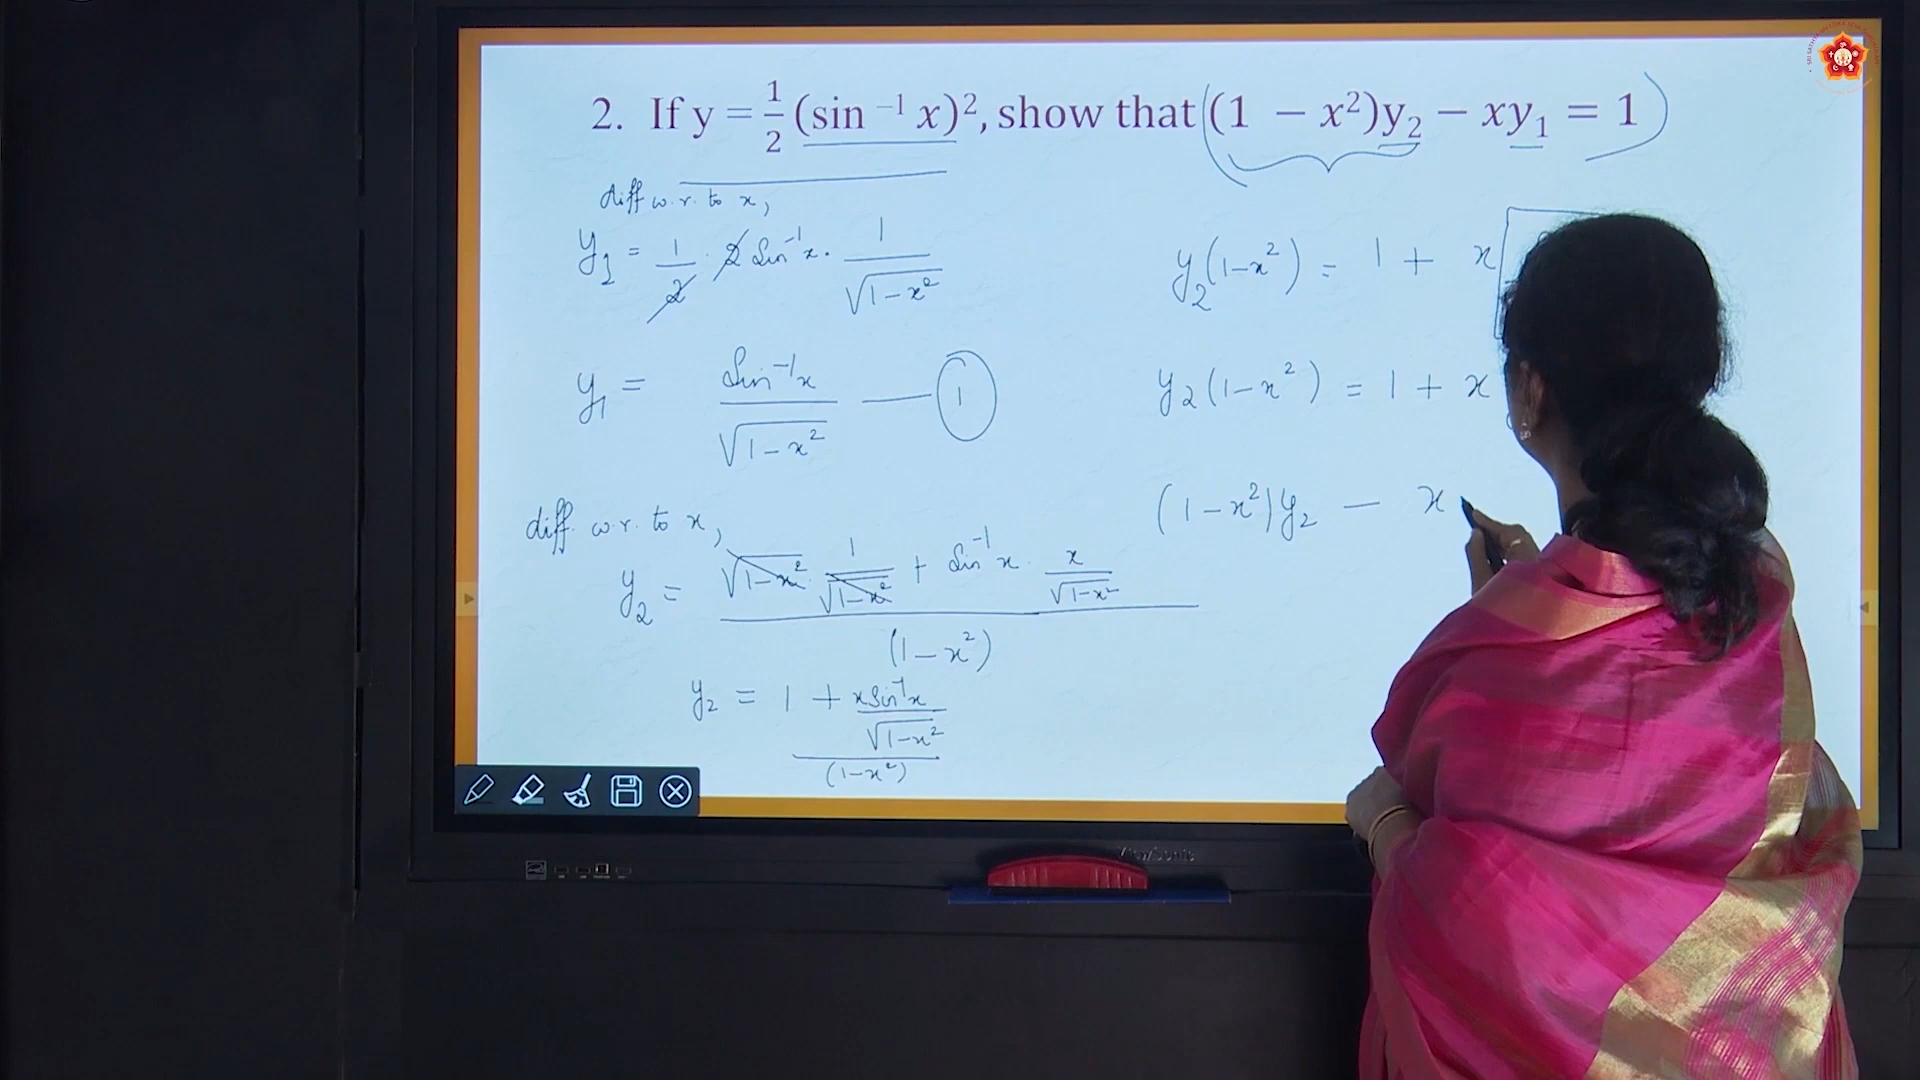 2. If y = 1/2 (sin⁻¹ x)², show that (1 − x²)y₂ − xy₁ = 1
diff w.r. to x,
y₁ = 1/2 · 2 Sin⁻¹x · 1/√(1−x²)
y₁ = Sin⁻¹x/√(1−x²) — 1
diff. w.r. to x,
y₂ = (√(1−x²) · 1/√(1−x²) + Sin⁻¹x · x/√(1−x²))/(1−x²)
y₂ = (1 + xSin⁻¹x/√(1−x²))/(1−x²)
y₂(1−x²) = 1 + x
y₂(1−x²) = 1 + x
(1−x²)y₂ − x
ViewSonic